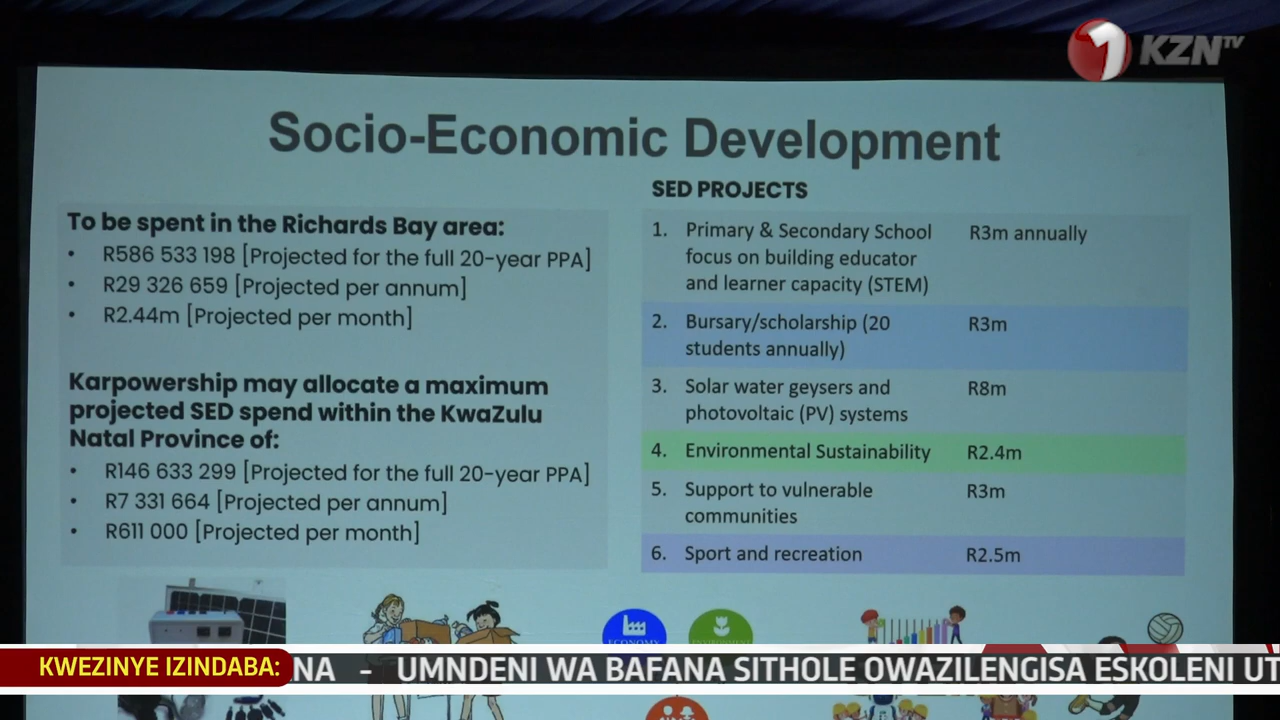 1 KZN TV
Socio-Economic Development
To be spent in the Richards Bay area:
• R586 533 198 [Projected for the full 20-year PPA]
• R29 326 659 [Projected per annum]
• R2.44m [Projected per month]
Karpowership may allocate a maximum
projected SED spend within the KwaZulu
Natal Province of:
• R146 633 299 [Projected for the full 20-year PPA]
• R7 331 664 [Projected per annum]
• R611 000 [Projected per month]
SED PROJECTS
1. Primary & Secondary School R3m annually
focus on building educator
and learner capacity (STEM)
2. Bursary/scholarship (20 R3m
students annually)
3. Solar water geysers and R8m
photovoltaic (PV) systems
4. Environmental Sustainability R2.4m
5. Support to vulnerable R3m
communities
6. Sport and recreation R2.5m
ECONOMY ENVIRONMENT
KWEZINYE IZINDABA: NA - UMNDENI WA BAFANA SITHOLE OWAZILENGISA ESKOLENI UT